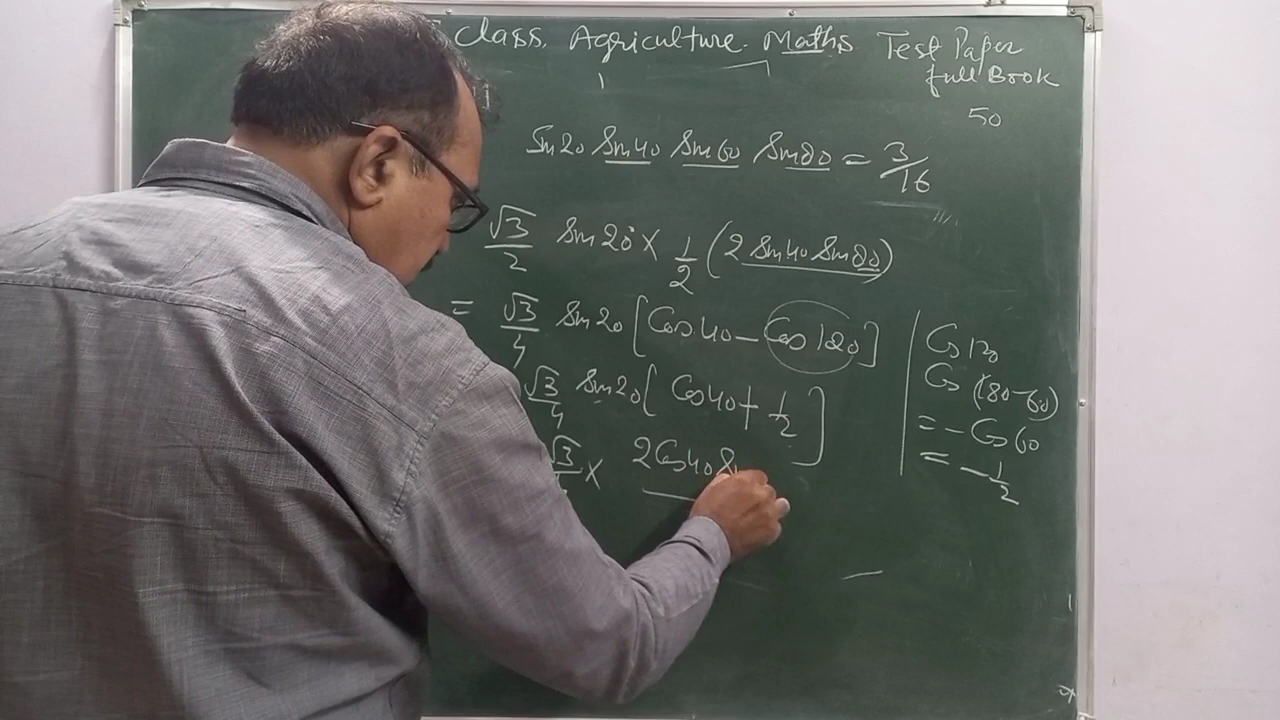 class. Agriculture. Maths Test Paper
full Book
50
Sin20 Sin40 Sin60 Sin80 = 3/16
√3/2 Sin20° × 1/2 (2 Sin40 Sin80)
= √3/4 Sin20 [Cos40 - Cos120]
√3/4 Sin20 [Cos40 + 1/2]
√3 × 2Cos40 S
Cos120
Cos (180-60)
= - Cos60
= - 1/2